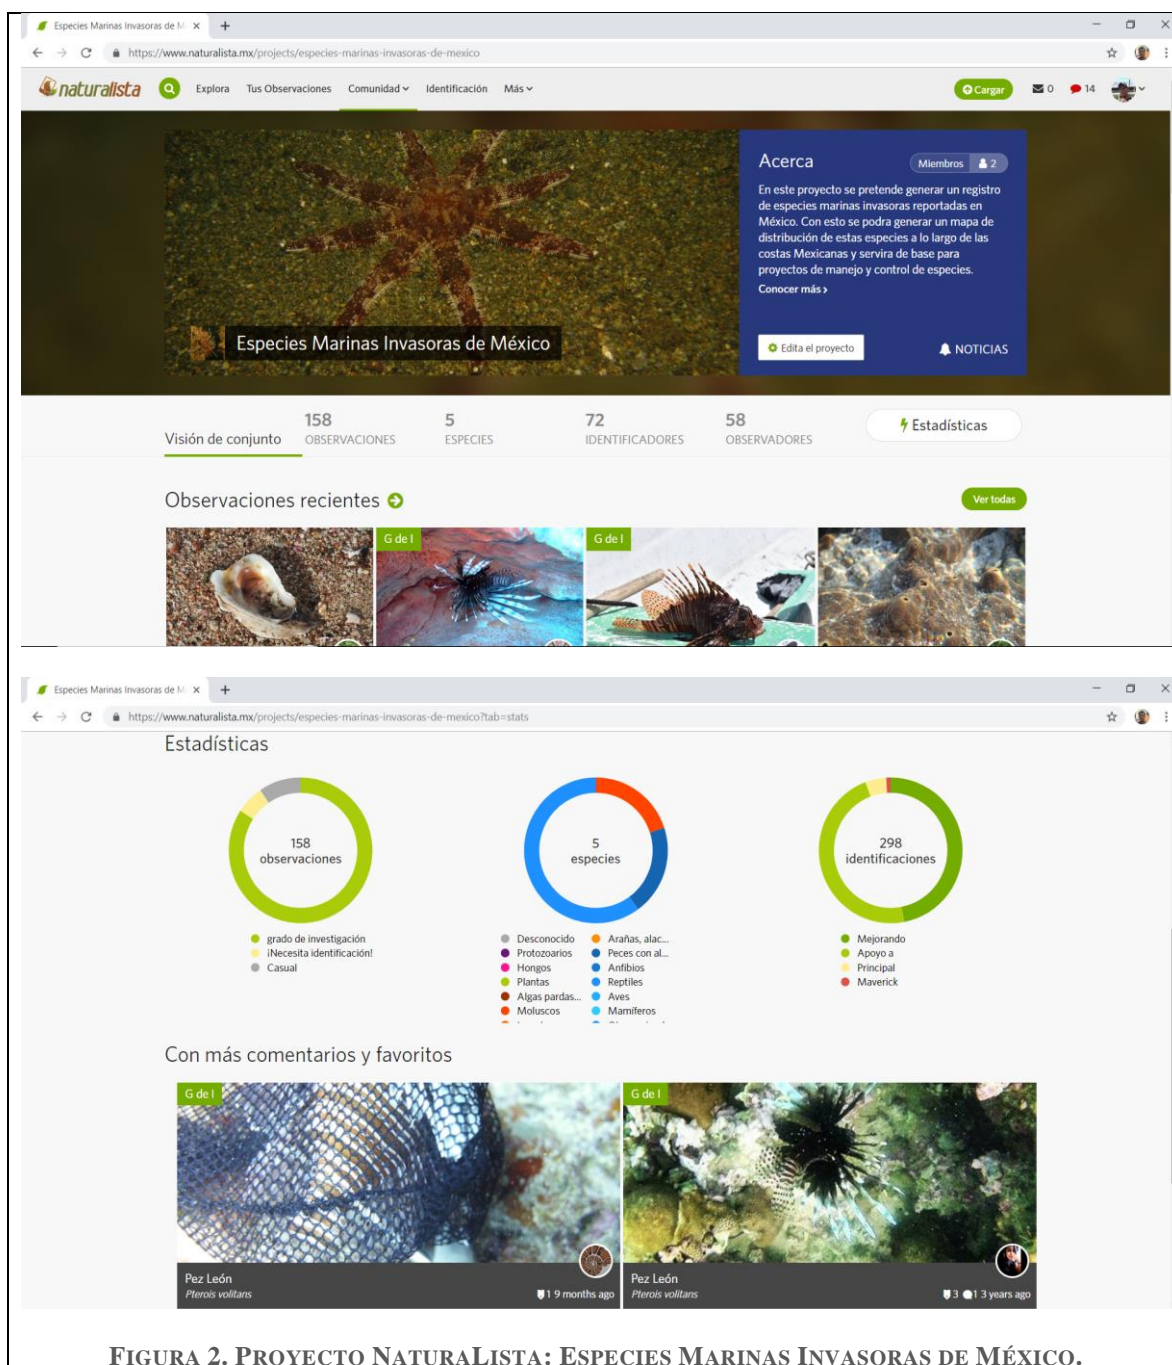 Especies Marinas Invasoras de M
https://www.naturalista.mx/projects/especies-marinas-invasoras-de-mexico
naturalista Explora Tus Observaciones Comunidad Identificación Más Cargar 0 14
Acerca Miembros 2
En este proyecto se pretende generar un registro
de especies marinas invasoras reportadas en
México. Con esto se podra generar un mapa de
distribución de estas especies a lo largo de las
costas Mexicanas y servira de base para
proyectos de manejo y control de especies.
Conocer más
Especies Marinas Invasoras de México
Edita el proyecto NOTICIAS
Visión de conjunto
158 OBSERVACIONES
5 ESPECIES
72 IDENTIFICADORES
58 OBSERVADORES
Estadísticas
Observaciones recientes Ver todas
G de I G de I
Especies Marinas Invasoras de M
https://www.naturalista.mx/projects/especies-marinas-invasoras-de-mexico?tab=stats
Estadísticas
158
observaciones
grado de investigación
¡Necesita identificación!
Casual
5
especies
Desconocido Arañas, alac...
Protozoarios Peces con al...
Hongos Anfibios
Plantas Reptiles
Algas pardas... Aves
Moluscos Mamíferos
298
identificaciones
Mejorando
Apoyo a
Principal
Maverick
Con más comentarios y favoritos
G de I
Pez León
Pterois volitans 1 9 months ago
G de I
Pez León
Pterois volitans 3 1 3 years ago
FIGURA 2. PROYECTO NATURALISTA: ESPECIES MARINAS INVASORAS DE MÉXICO.